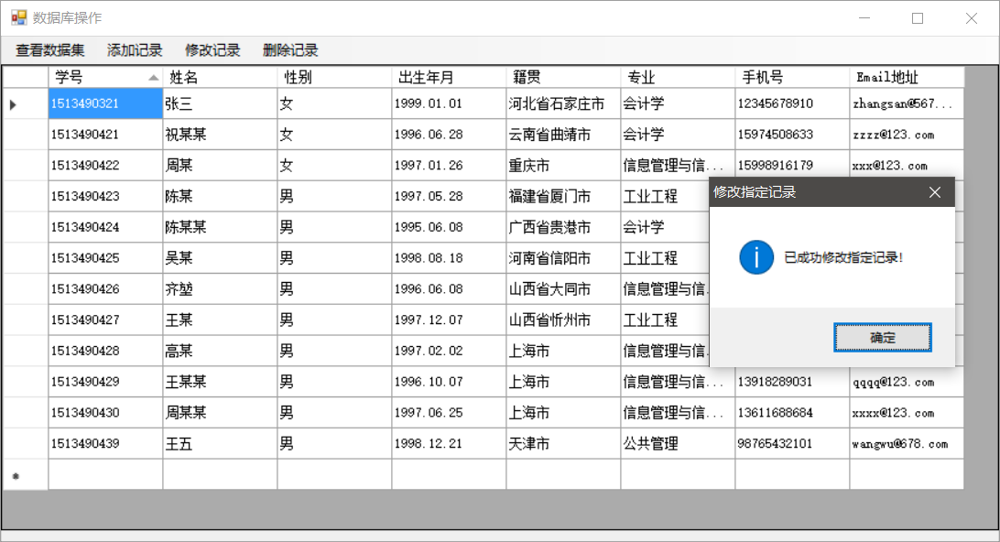 数据库操作
查看数据集 添加记录 修改记录 删除记录
学号 姓名 性别 出生年月 籍贯 专业 手机号 Email地址
1513490321 张三 女 1999.01.01 河北省石家庄市 会计学 12345678910 zhangsan@567...
1513490421 祝某某 女 1996.06.28 云南省曲靖市 会计学 15974508633 zzzz@123.com
1513490422 周某 女 1997.01.26 重庆市 信息管理与信... 15998916179 xxx@123.com
1513490423 陈某 男 1997.05.28 福建省厦门市 工业工程
1513490424 陈某某 男 1995.06.08 广西省贵港市 会计学
1513490425 吴某 男 1998.08.18 河南省信阳市 工业工程
1513490426 齐堃 男 1996.06.08 山西省大同市 信息管理与信.
1513490427 王某 男 1997.12.07 山西省忻州市 工业工程
1513490428 高某 男 1997.02.02 上海市 信息管理与信.
1513490429 王某某 男 1996.10.07 上海市 信息管理与信... 13918289031 qqqq@123.com
1513490430 周某某 男 1997.06.25 上海市 信息管理与信... 13611688684 xxxx@123.com
1513490439 王五 男 1998.12.21 天津市 公共管理 98765432101 wangwu@678.com
修改指定记录
已成功修改指定记录!
确定